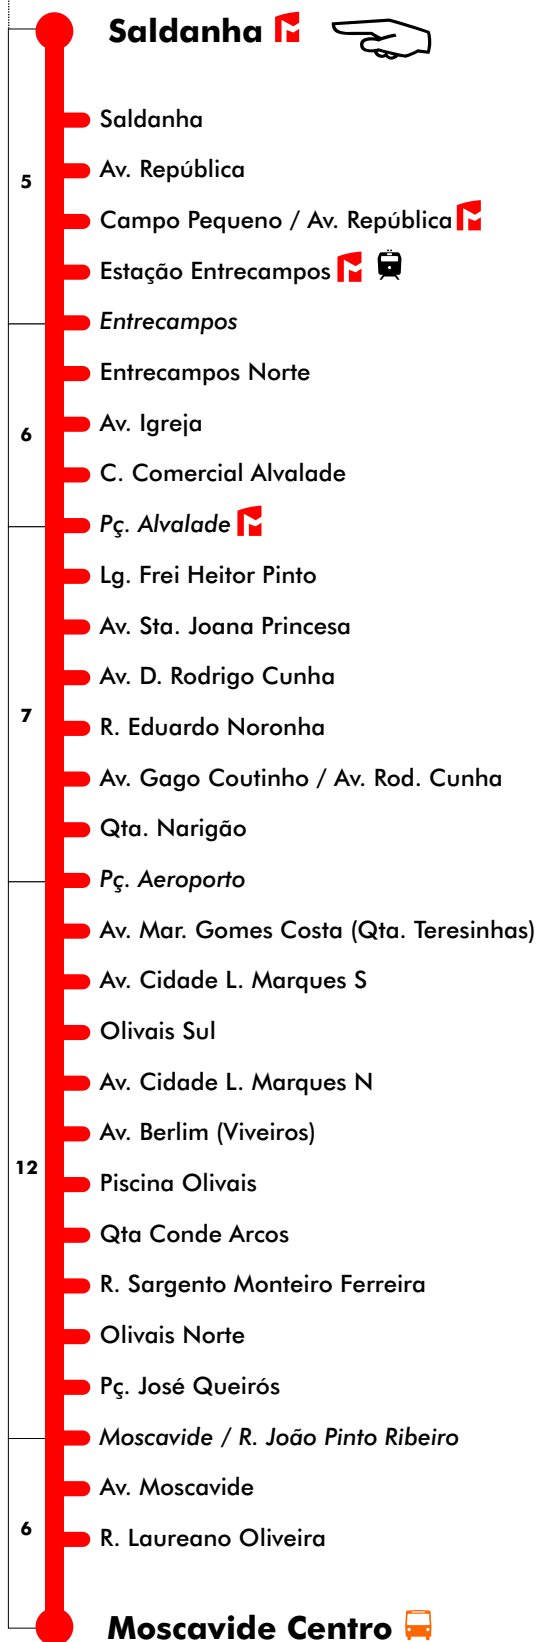 Saldanha
Saldanha
5
Av. República
Campo Pequeno / Av. República
Estação Entrecampos
Entrecampos
Entrecampos Norte
6
Av. Igreja
C. Comercial Alvalade
Pç. Alvalade
Lg. Frei Heitor Pinto
Av. Sta. Joana Princesa
Av. D. Rodrigo Cunha
7
R. Eduardo Noronha
Av. Gago Coutinho / Av. Rod. Cunha
Qta. Narigão
Pç. Aeroporto
Av. Mar. Gomes Costa (Qta. Teresinhas)
Av. Cidade L. Marques S
Olivais Sul
Av. Cidade L. Marques N
Av. Berlim (Viveiros)
12
Piscina Olivais
Qta Conde Arcos
R. Sargento Monteiro Ferreira
Olivais Norte
Pç. José Queirós
Moscavide / R. João Pinto Ribeiro
Av. Moscavide
6
R. Laureano Oliveira
Moscavide Centro